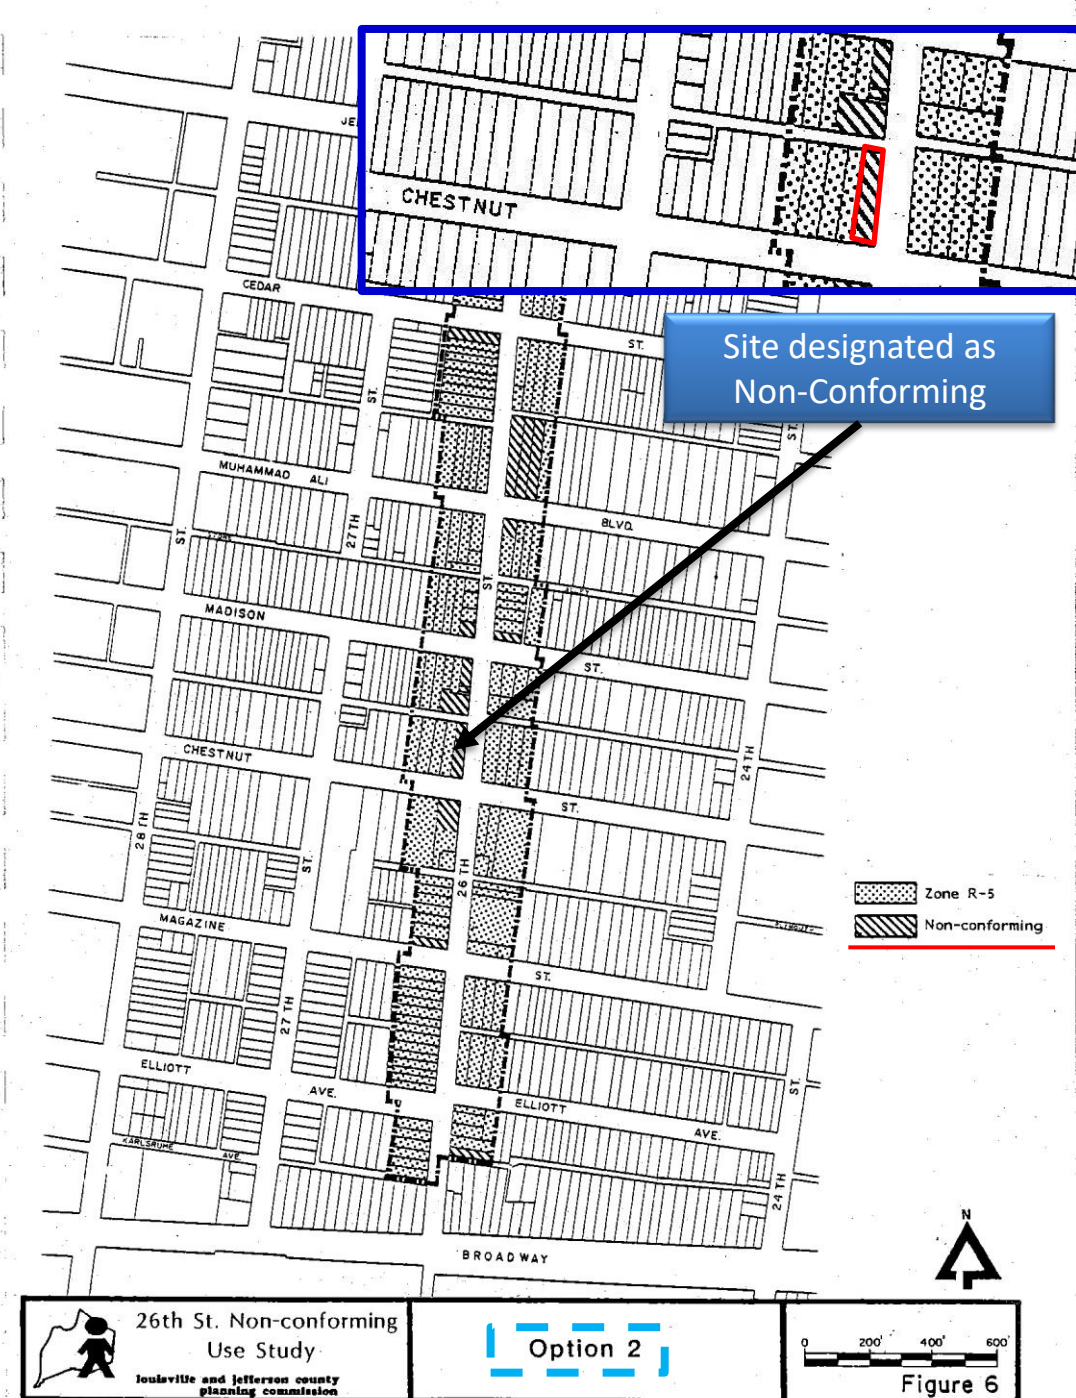 JE
CHESTNUT
CEDAR
ST.
Site designated as
Non-Conforming
ST.
ST.
MUHAMMAD ALI
BLVD.
27TH
ST.
ST.
MADISON
ST.
CHESTNUT
24TH
ST.
28TH
ST.
26TH
Zone R-5
Non-conforming
MAGAZINE
ST.
27TH
ELLIOTT
AVE.
ELLIOTT
AVE.
ST.
KARLSRUHE
AVE.
24TH
N
BROADWAY
26th St. Non-conforming
Use Study
louisville and jefferson county
planning commission
Option 2
0 200' 400' 600'
Figure 6